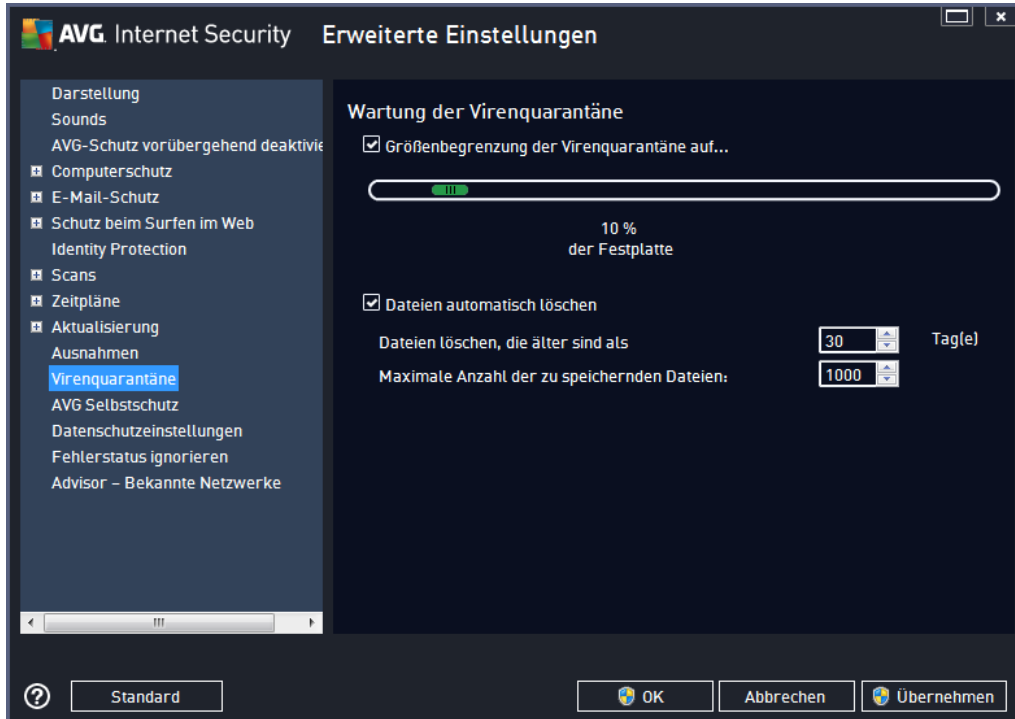 AVG. Internet Security Erweiterte Einstellungen
Darstellung
Sounds
AVG-Schutz vorübergehend deaktivie
Computerschutz
E-Mail-Schutz
Schutz beim Surfen im Web
Identity Protection
Scans
Zeitpläne
Aktualisierung
Ausnahmen
Virenquarantäne
AVG Selbstschutz
Datenschutzeinstellungen
Fehlerstatus ignorieren
Advisor – Bekannte Netzwerke
Wartung der Virenquarantäne
Größenbegrenzung der Virenquarantäne auf...
10 %
der Festplatte
Dateien automatisch löschen
Dateien löschen, die älter sind als 30 Tag(e)
Maximale Anzahl der zu speichernden Dateien: 1000
? Standard OK Abbrechen Übernehmen